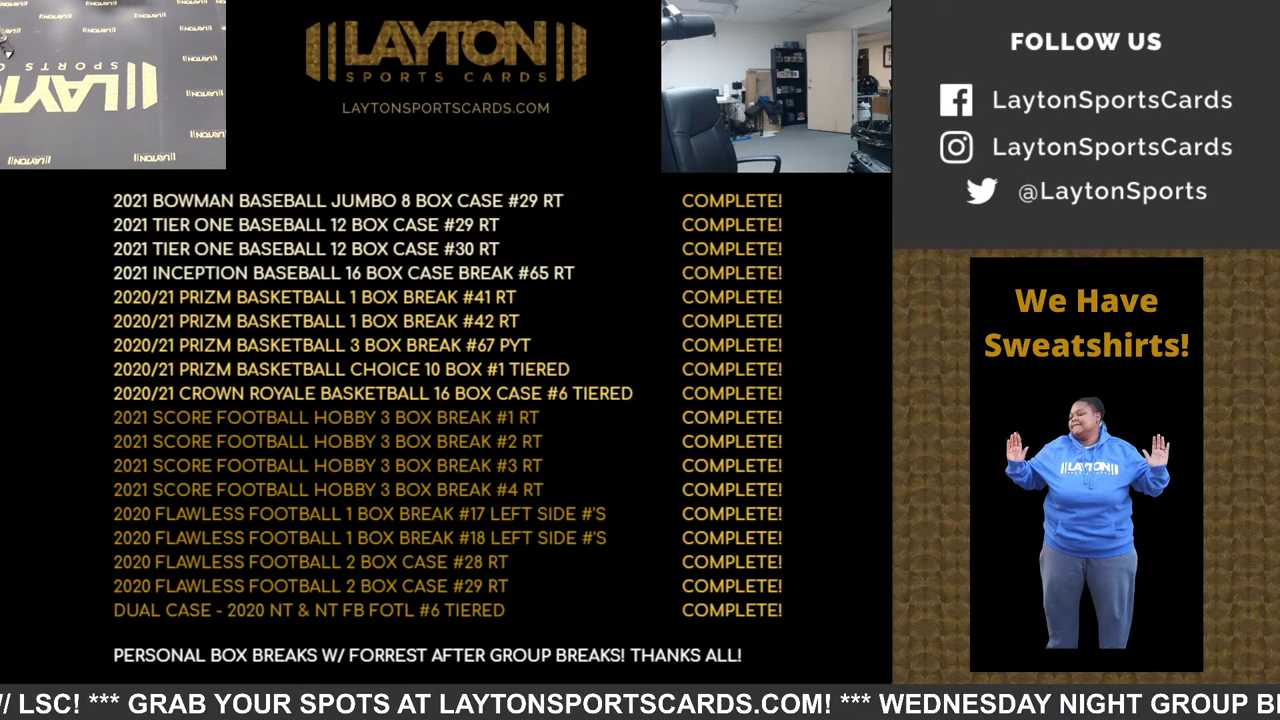 LAYTON
SPORTS CARDS
LAYTONSPORTSCARDS.COM
FOLLOW US
LaytonSportsCards
LaytonSportsCards
@LaytonSports
2021 BOWMAN BASEBALL JUMBO 8 BOX CASE #29 RT COMPLETE!
2021 TIER ONE BASEBALL 12 BOX CASE #29 RT COMPLETE!
2021 TIER ONE BASEBALL 12 BOX CASE #30 RT COMPLETE!
2021 INCEPTION BASEBALL 16 BOX CASE BREAK #65 RT COMPLETE!
2020/21 PRIZM BASKETBALL 1 BOX BREAK #41 RT COMPLETE!
2020/21 PRIZM BASKETBALL 1 BOX BREAK #42 RT COMPLETE!
2020/21 PRIZM BASKETBALL 3 BOX BREAK #67 PYT COMPLETE!
2020/21 PRIZM BASKETBALL CHOICE 10 BOX #1 TIERED COMPLETE!
2020/21 CROWN ROYALE BASKETBALL 16 BOX CASE #6 TIERED COMPLETE!
2021 SCORE FOOTBALL HOBBY 3 BOX BREAK #1 RT COMPLETE!
2021 SCORE FOOTBALL HOBBY 3 BOX BREAK #2 RT COMPLETE!
2021 SCORE FOOTBALL HOBBY 3 BOX BREAK #3 RT COMPLETE!
2021 SCORE FOOTBALL HOBBY 3 BOX BREAK #4 RT COMPLETE!
2020 FLAWLESS FOOTBALL 1 BOX BREAK #17 LEFT SIDE #'S COMPLETE!
2020 FLAWLESS FOOTBALL 1 BOX BREAK #18 LEFT SIDE #'S COMPLETE!
2020 FLAWLESS FOOTBALL 2 BOX CASE #28 RT COMPLETE!
2020 FLAWLESS FOOTBALL 2 BOX CASE #29 RT COMPLETE!
DUAL CASE - 2020 NT & NT FB FOTL #6 TIERED COMPLETE!
PERSONAL BOX BREAKS W/ FORREST AFTER GROUP BREAKS! THANKS ALL!
We Have
Sweatshirts!
LAYTON
// LSC! *** GRAB YOUR SPOTS AT LAYTONSPORTSCARDS.COM! *** WEDNESDAY NIGHT GROUP